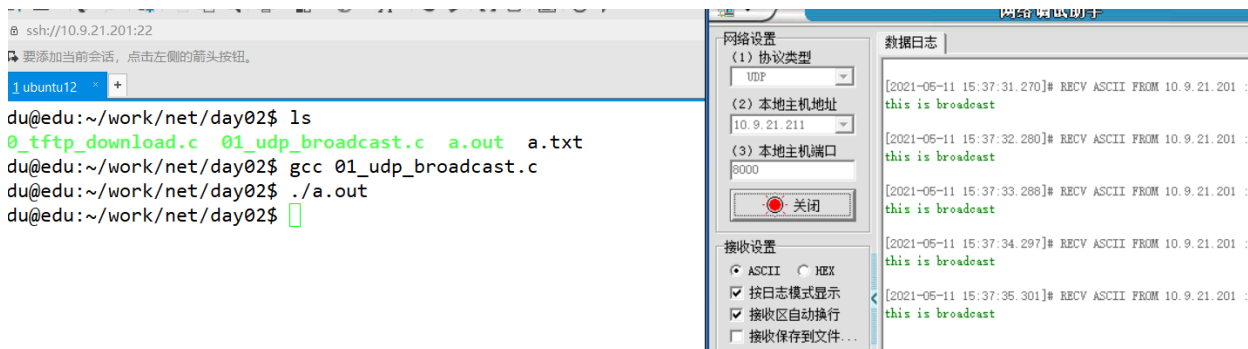 网络调试助手
ssh://10.9.21.201:22
要添加当前会话，点击左侧的箭头按钮。
1 ubuntu12 × +
du@edu:~/work/net/day02$ ls
0_tftp_download.c 01_udp_broadcast.c a.out a.txt
du@edu:~/work/net/day02$ gcc 01_udp_broadcast.c
du@edu:~/work/net/day02$ ./a.out
du@edu:~/work/net/day02$
网络设置
(1) 协议类型
UDP
(2) 本地主机地址
10.9.21.211
(3) 本地主机端口
8000
关闭
接收设置
ASCII HEX
按日志模式显示
接收区自动换行
接收保存到文件...
数据日志
[2021-05-11 15:37:31.270]# RECV ASCII FROM 10.9.21.201 :
this is broadcast
[2021-05-11 15:37:32.280]# RECV ASCII FROM 10.9.21.201 :
this is broadcast
[2021-05-11 15:37:33.288]# RECV ASCII FROM 10.9.21.201 :
this is broadcast
[2021-05-11 15:37:34.297]# RECV ASCII FROM 10.9.21.201 :
this is broadcast
[2021-05-11 15:37:35.301]# RECV ASCII FROM 10.9.21.201 :
this is broadcast